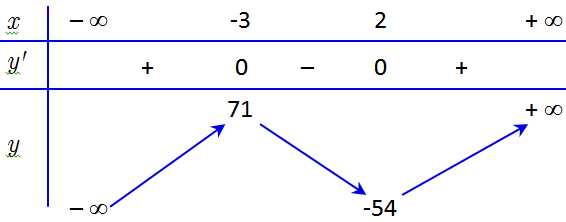 x − ∞ -3 2 + ∞
y′ + 0 − 0 +
71 + ∞
y
− ∞ -54